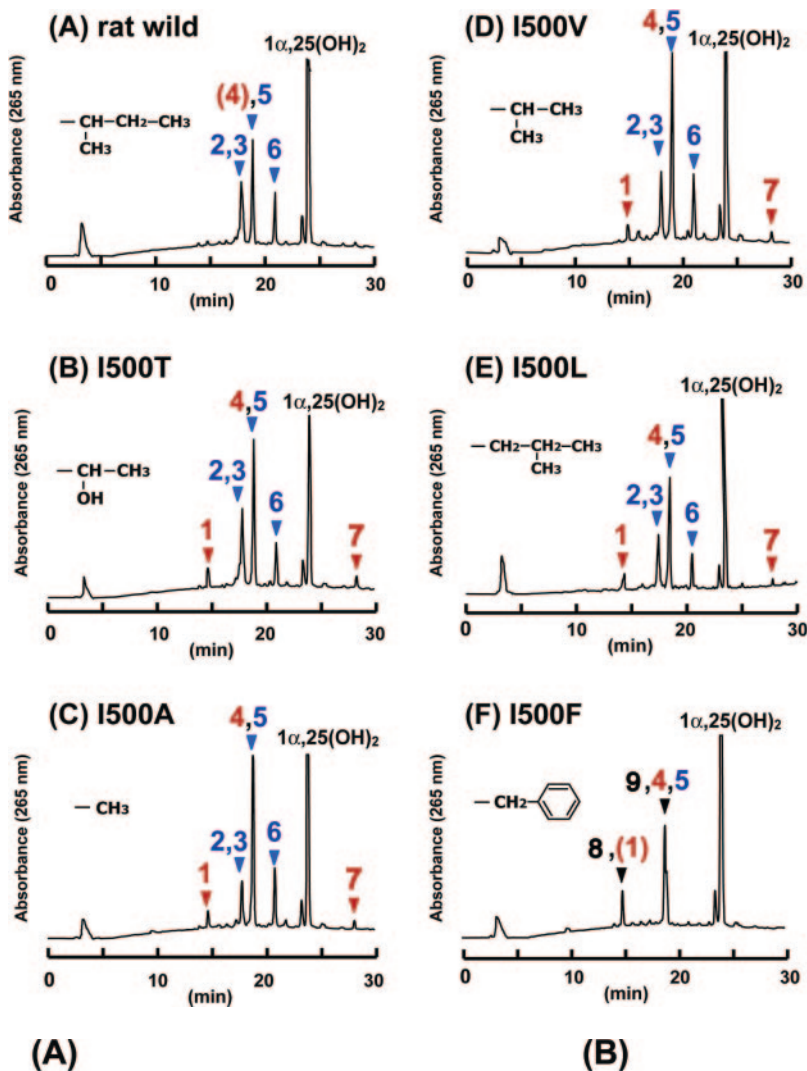 (A) rat wild
1α,25(OH)2
(4),5
2,3
6
—CH—CH2—CH3
CH3
Absorbance (265 nm)
0 10 20 30
(min)
(B) I500T
4,5
1α,25(OH)2
2,3
6
1
7
—CH—CH3
OH
Absorbance (265 nm)
0 10 20 30
(min)
(C) I500A
4,5
1α,25(OH)2
2,3
6
1
7
—CH3
Absorbance (265 nm)
0 10 20 30
(min)
(D) I500V
4,5
1α,25(OH)2
2,3
6
1
7
—CH—CH3
CH3
Absorbance (265 nm)
0 10 20 30
(min)
(E) I500L
4,5
1α,25(OH)2
2,3
6
1
7
—CH2—CH2—CH3
CH3
Absorbance (265 nm)
0 10 20 30
(min)
(F) I500F
1α,25(OH)2
9,4,5
8,(1)
—CH2—
Absorbance (265 nm)
0 10 20 30
(min)
(A) (B)